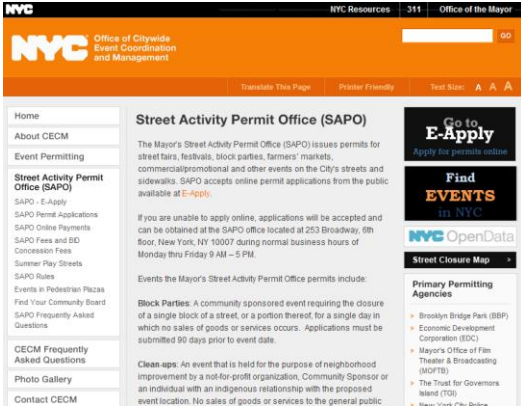 NYC
NYC Resources
311
Office of the Mayor
NYC
Office of Citywide
Event Coordination
and Management
GO
Translate This Page
Printer Friendly
Text Size: A A A
Home
About CECM
Event Permitting
Street Activity Permit
Office (SAPO)
SAPO - E-Apply
SAPO Permit Applications
SAPO Online Payments
SAPO Fees and BID
Concession Fees
Summer Play Streets
SAPO Rules
Events in Pedestrian Plazas
Find Your Community Board
SAPO Frequently Asked
Questions
CECM Frequently
Asked Questions
Photo Gallery
Contact CECM
Street Activity Permit Office (SAPO)
The Mayor's Street Activity Permit Office (SAPO) issues permits for
street fairs, festivals, block parties, farmers' markets,
commercial/promotional and other events on the City's streets and
sidewalks. SAPO accepts online permit applications from the public
available at E-Apply.
If you are unable to apply online, applications will be accepted and
can be obtained at the SAPO office located at 253 Broadway, 6th
floor, New York, NY 10007 during normal business hours of
Monday thru Friday 9 AM – 5 PM.
Events the Mayor's Street Activity Permit Office permits include:
Block Parties: A community sponsored event requiring the closure
of a single block of a street, or a portion thereof, for a single day in
which no sales of goods or services occurs. Applications must be
submitted 90 days prior to event date.
Clean-ups: An event that is held for the purpose of neighborhood
improvement by a not-for-profit organization, Community Sponsor or
an individual with an indigenous relationship with the proposed
event location. No sales of goods or services to the general public
Go to
E-Apply
Apply for permits online
Find
EVENTS
in NYC
NYC OpenData
Street Closure Map
Primary Permitting
Agencies
Brooklyn Bridge Park (BBP)
Economic Development
Corporation (EDC)
Mayor's Office of Film
Theater & Broadcasting
(MOFTB)
The Trust for Governors
Island (TGI)
New York City Police